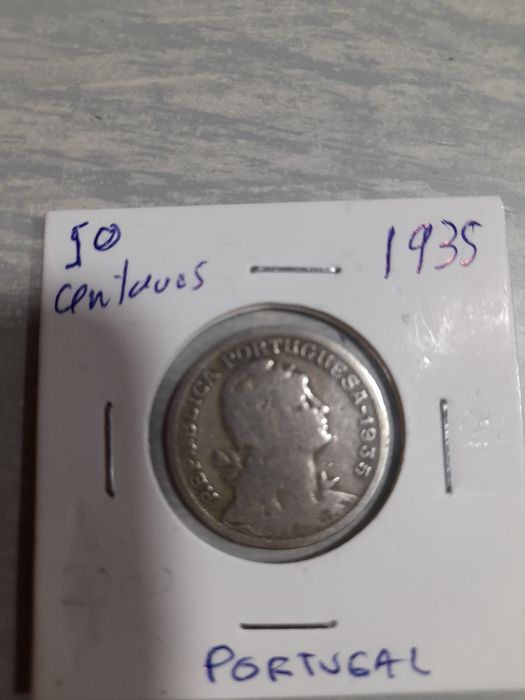 50
centavos
1935
REPUBLICA PORTUGUESA-1935
PORTUGAL